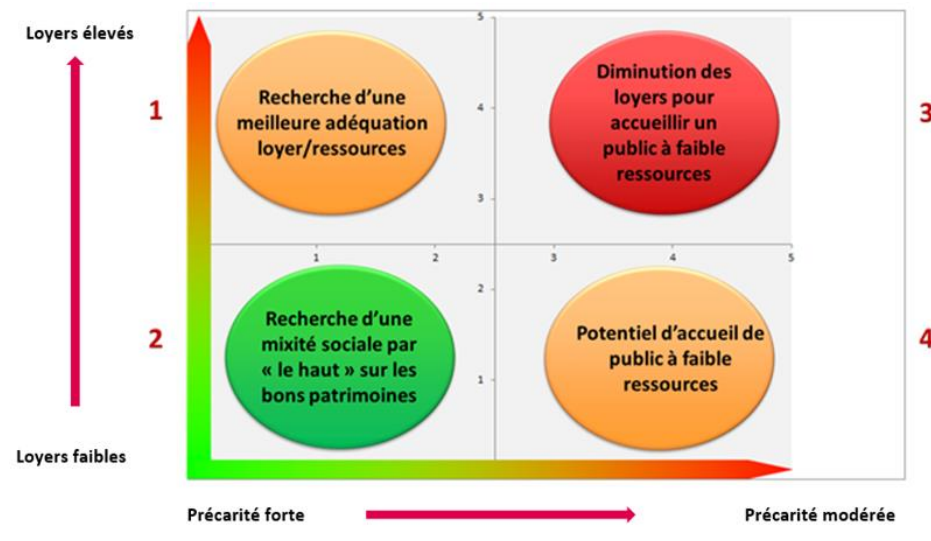 Loyers élevés
1
Recherche d'une
meilleure adéquation
loyer/ressources
5
4
3
Diminution des
loyers pour
accueillir un
public à faible
ressources
3
1
2
3
4
5
2
Recherche d'une
mixité sociale par
« le haut » sur les
bons patrimoines
2
1
Potentiel d'accueil de
public à faible
ressources
4
Loyers faibles
Précarité forte
Précarité modérée